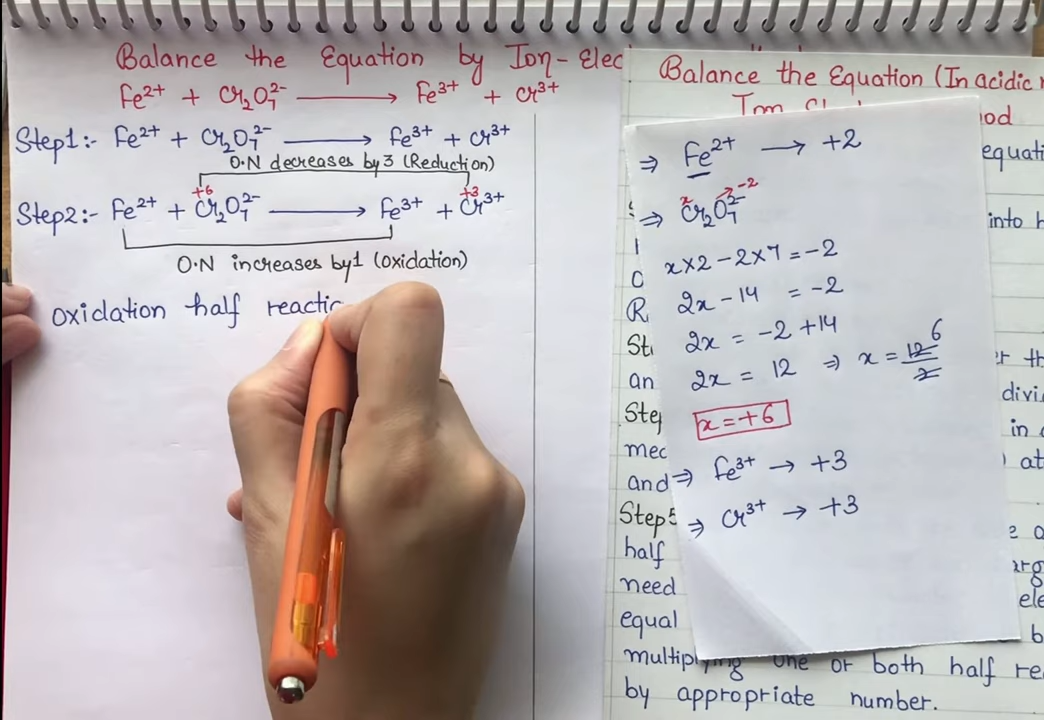 Balance the Equation by Ion-Elec
Fe²⁺ + Cr₂O₇²⁻ ⟶ Fe³⁺ + Cr³⁺
Step1:- Fe²⁺ + Cr₂O₇²⁻ ⟶ Fe³⁺ + Cr³⁺
O.N decreases by 3 (Reduction)
+6 +3
Step2:- Fe²⁺ + Cr₂O₇²⁻ ⟶ Fe³⁺ + Cr³⁺
O.N increases by 1 (oxidation)
oxidation half reactio
Balance the Equation (In acidic
⇒ Fe²⁺ → +2
x -2
⇒ Cr₂O₇²⁻
x×2-2×7 = -2
2x - 14 = -2
2x = -2 +14
2x = 12 ⇒ x = 12/2 6
x = +6
⇒ Fe³⁺ → +3
⇒ Cr³⁺ → +3
od
equati
into h
an
divi
in
mec
and
at
Step5
half
need
ele
equal
b
one or both half re
by appropriate number.